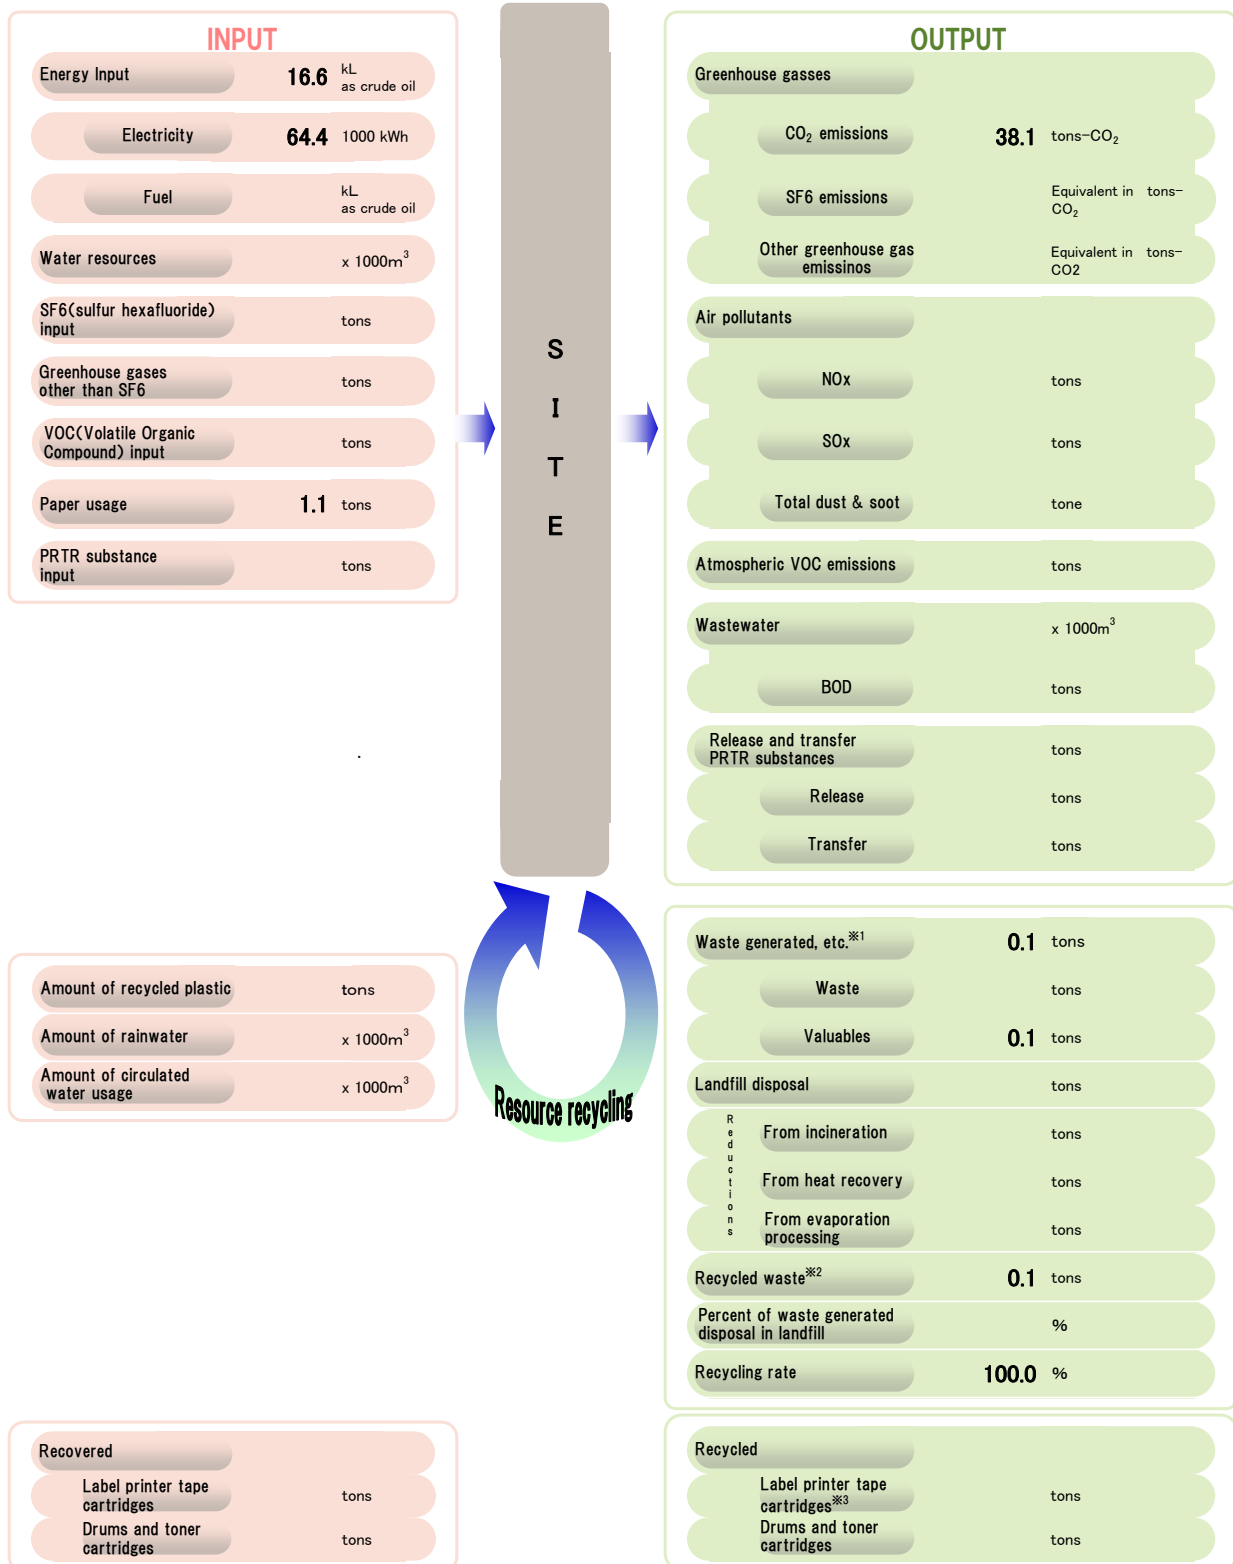 INPUT
Energy Input 16.6 kL
as crude oil
Electricity 64.4 1000 kWh
Fuel kL
as crude oil
Water resources x 1000m³
SF6(sulfur hexafluoride)
input tons
Greenhouse gases
other than SF6 tons
VOC(Volatile Organic
Compound) input tons
Paper usage 1.1 tons
PRTR substance
input tons
S
I
T
E
OUTPUT
Greenhouse gasses
CO₂ emissions 38.1 tons-CO₂
SF6 emissions Equivalent in tons-
CO₂
Other greenhouse gas
emissinos Equivalent in tons-
CO2
Air pollutants
NOx tons
SOx tons
Total dust & soot tone
Atmospheric VOC emissions tons
Wastewater x 1000m³
BOD tons
Release and transfer
PRTR substances tons
Release tons
Transfer tons
Amount of recycled plastic tons
Amount of rainwater x 1000m³
Amount of circulated
water usage x 1000m³
Resource recycling
Waste generated, etc.※1 0.1 tons
Waste tons
Valuables 0.1 tons
Landfill disposal tons
Reductions
From incineration tons
From heat recovery tons
From evaporation
processing tons
Recycled waste※2 0.1 tons
Percent of waste generated
disposal in landfill %
Recycling rate 100.0 %
Recovered
Label printer tape
cartridges tons
Drums and toner
cartridges tons
Recycled
Label printer tape
cartridges※3 tons
Drums and toner
cartridges tons